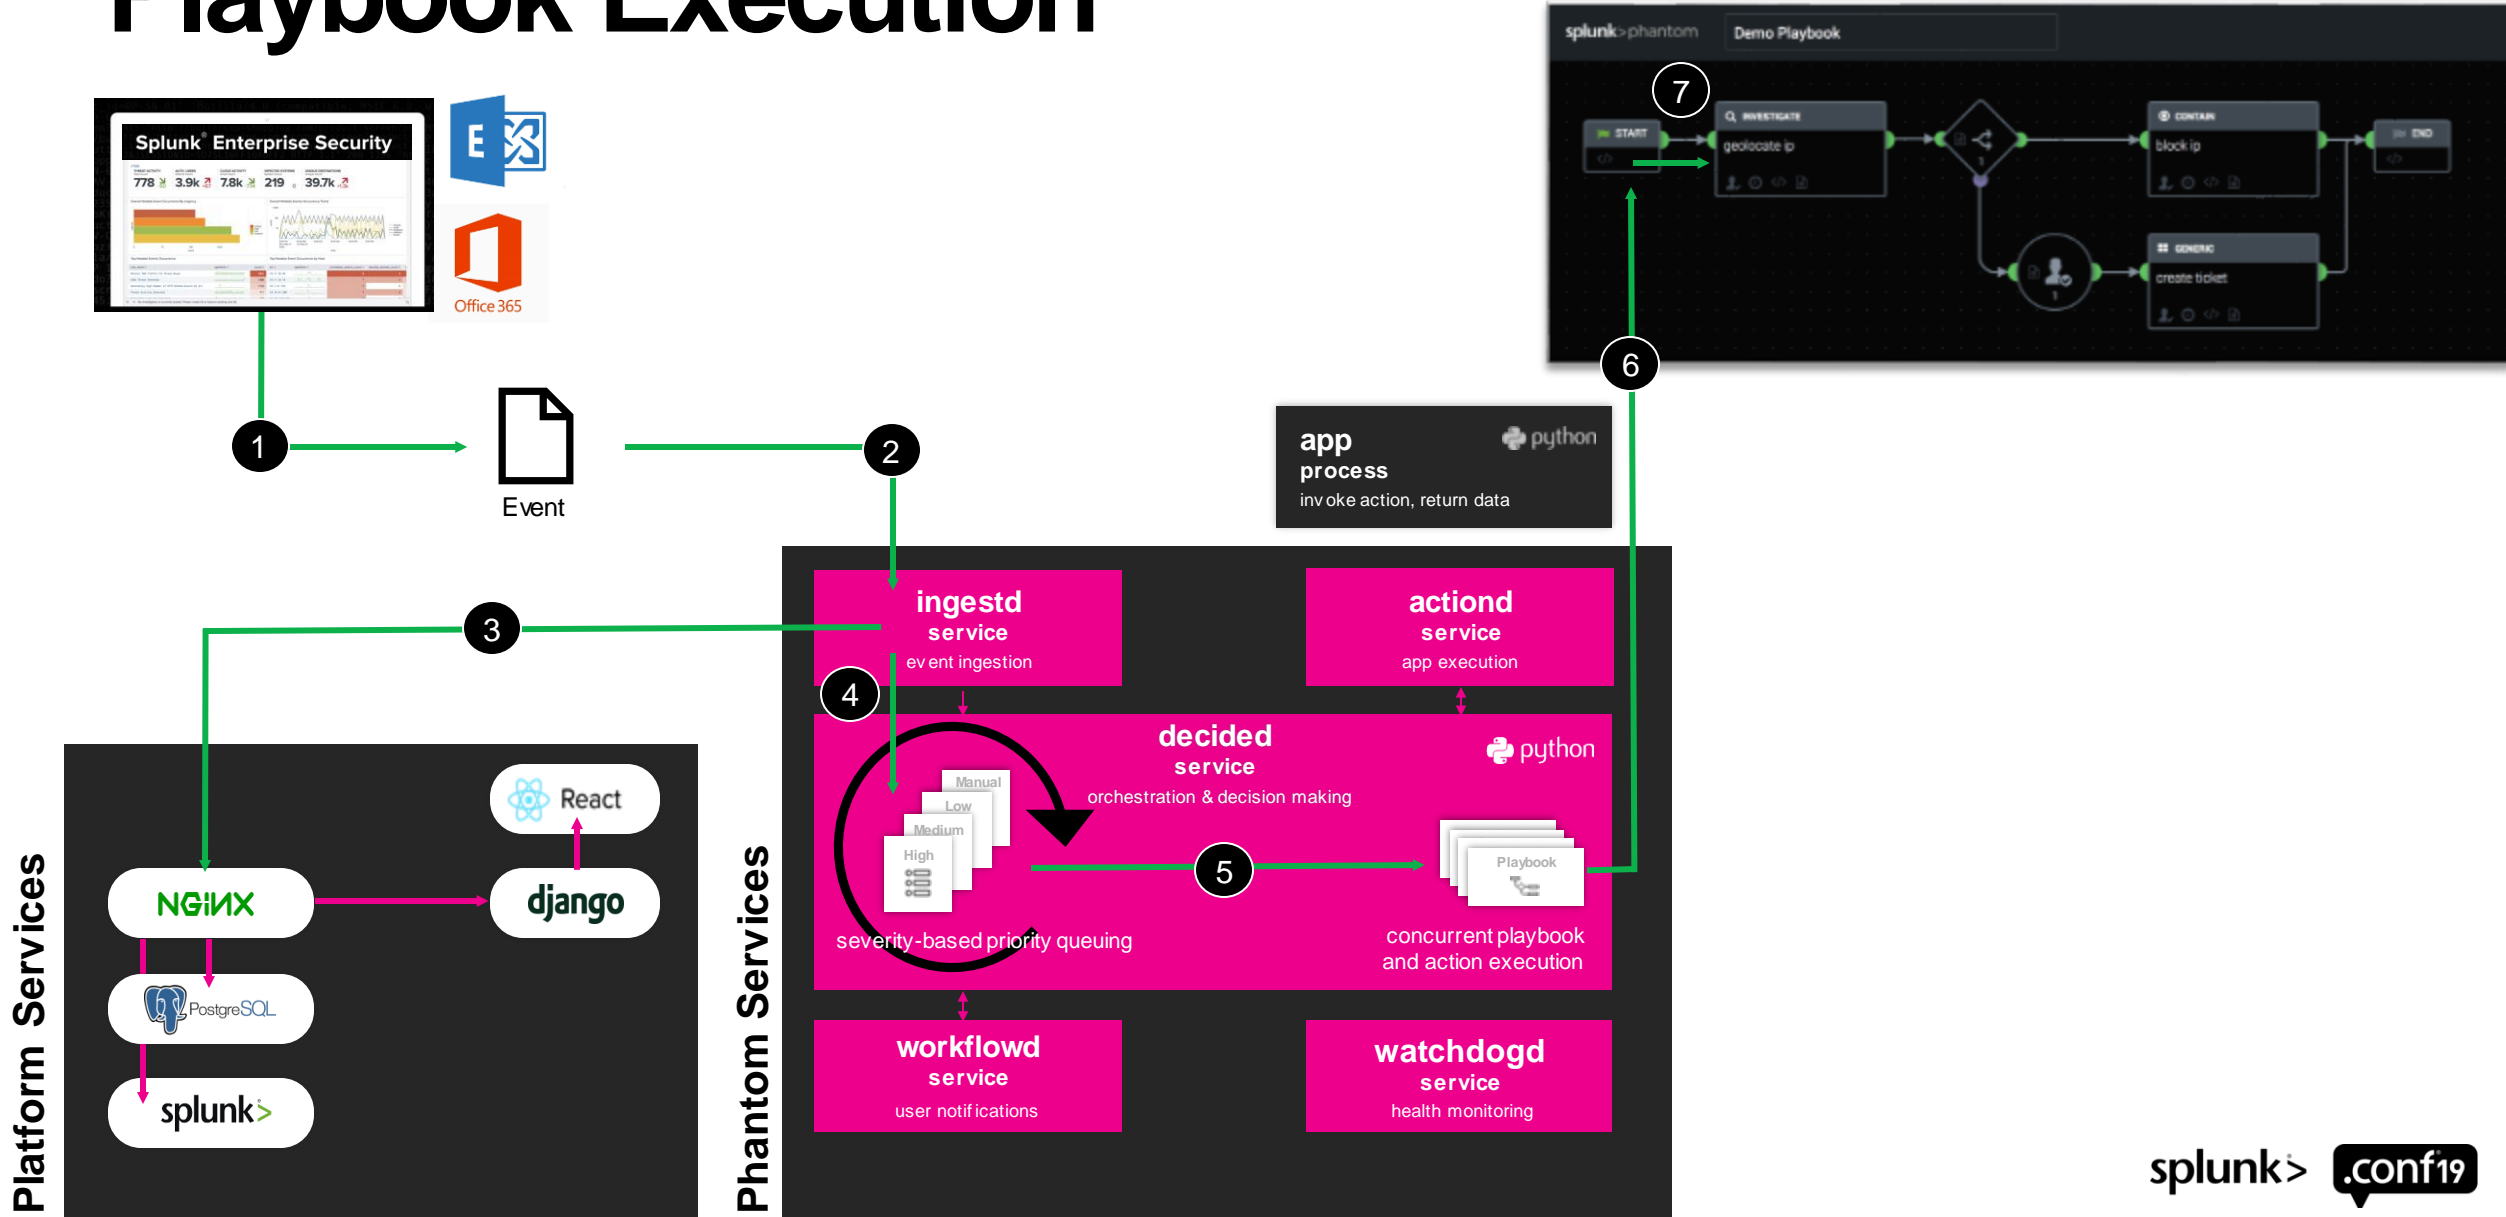 Playbook Execution
splunk>phantom
Demo Playbook
7
START
INVESTIGATE
geolocate ip
1
CONTAIN
block ip
END
GENERIC
create ticket
1
Splunk® Enterprise Security
778
3.9k
7.8k
219
39.7k
E
Office 365
6
1
Event
2
app
process
invoke action, return data
python
3
ingestd
service
event ingestion
actiond
service
app execution
4
decided
service
orchestration & decision making
python
Manual
Low
Medium
High
5
Playbook
severity-based priority queuing
concurrent playbook
and action execution
workflowd
service
user notifications
watchdogd
service
health monitoring
Phantom Services
Platform Services
React
NGINX
django
PostgreSQL
splunk>
splunk>
.conf19